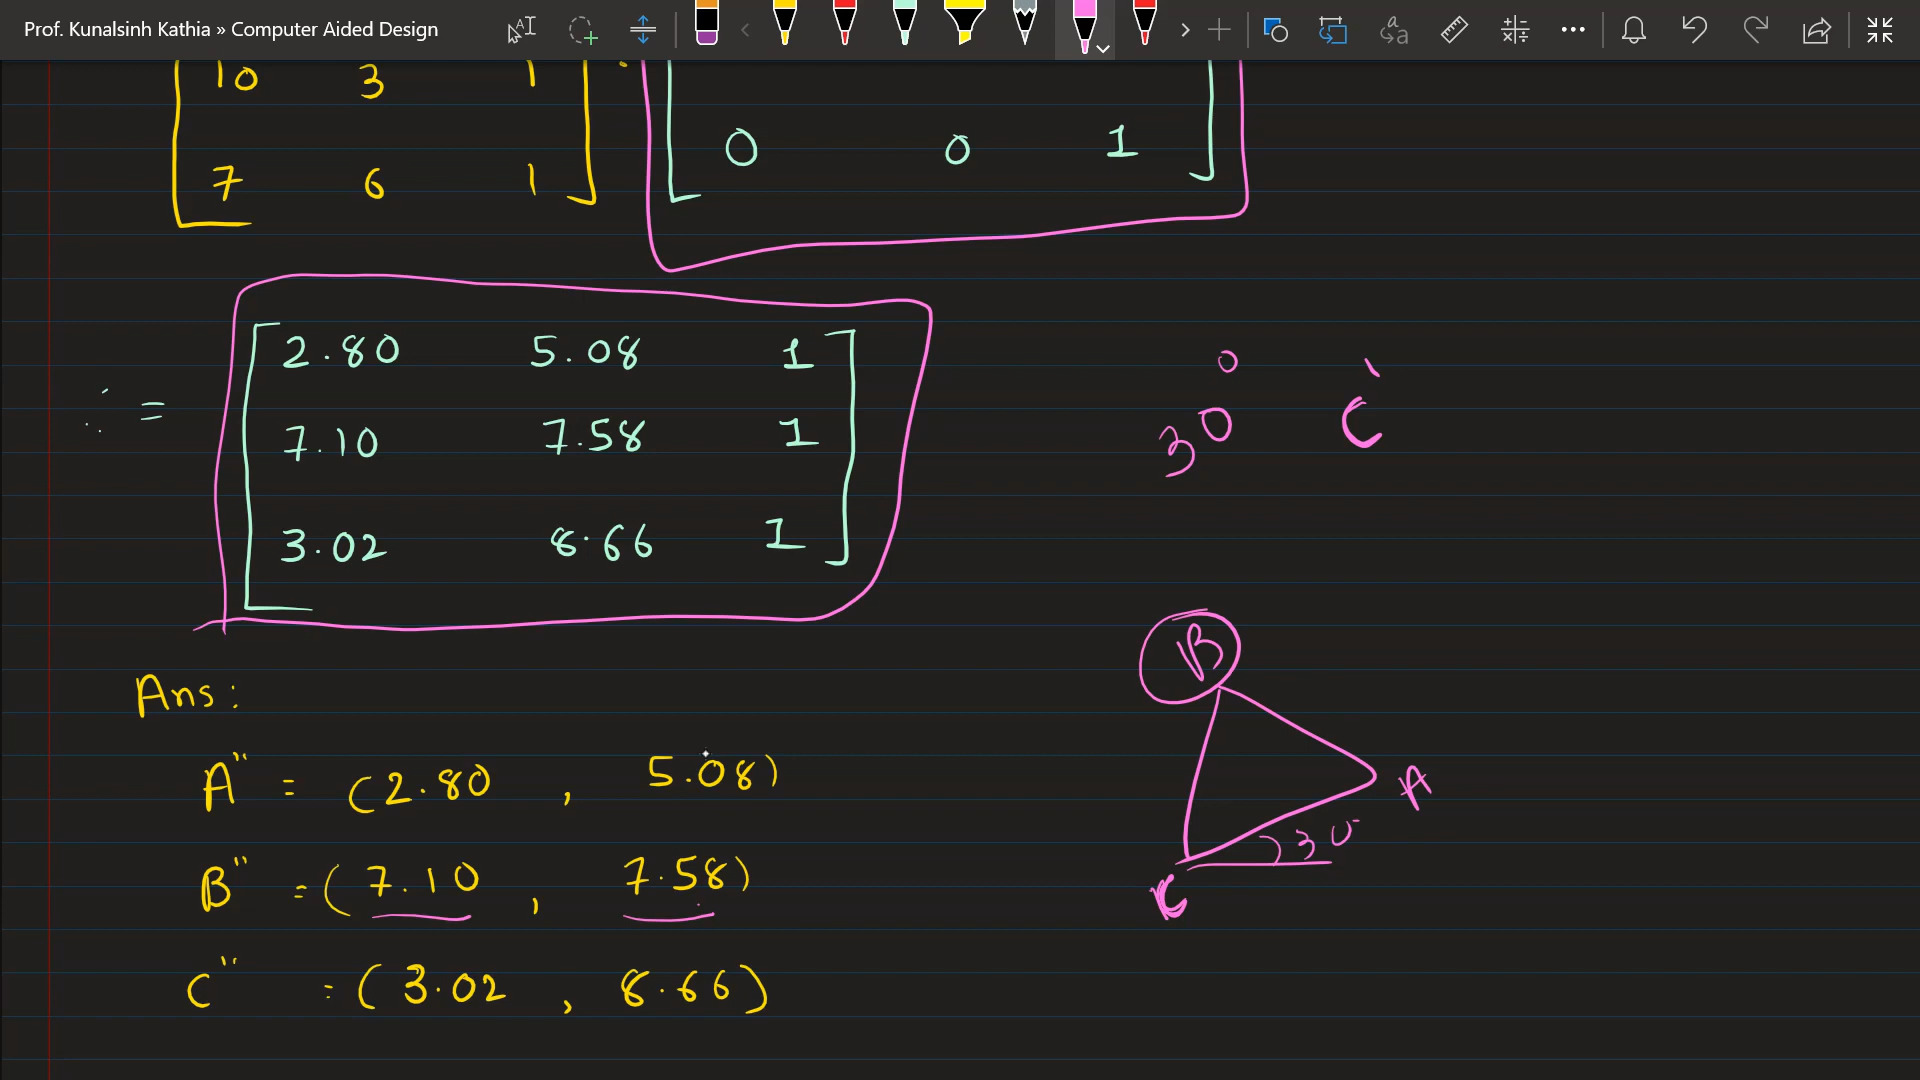 Prof. Kunalsinh Kathia » Computer Aided Design
10 3 1
7 6 1
0 0 1
∴ =
2.80 5.08 1
7.10 7.58 1
3.02 8.66 1
30° C'
Ans:
A" = (2.80 , 5.08)
B" = (7.10 , 7.58)
C" = (3.02 , 8.66)
B
A
30°
C